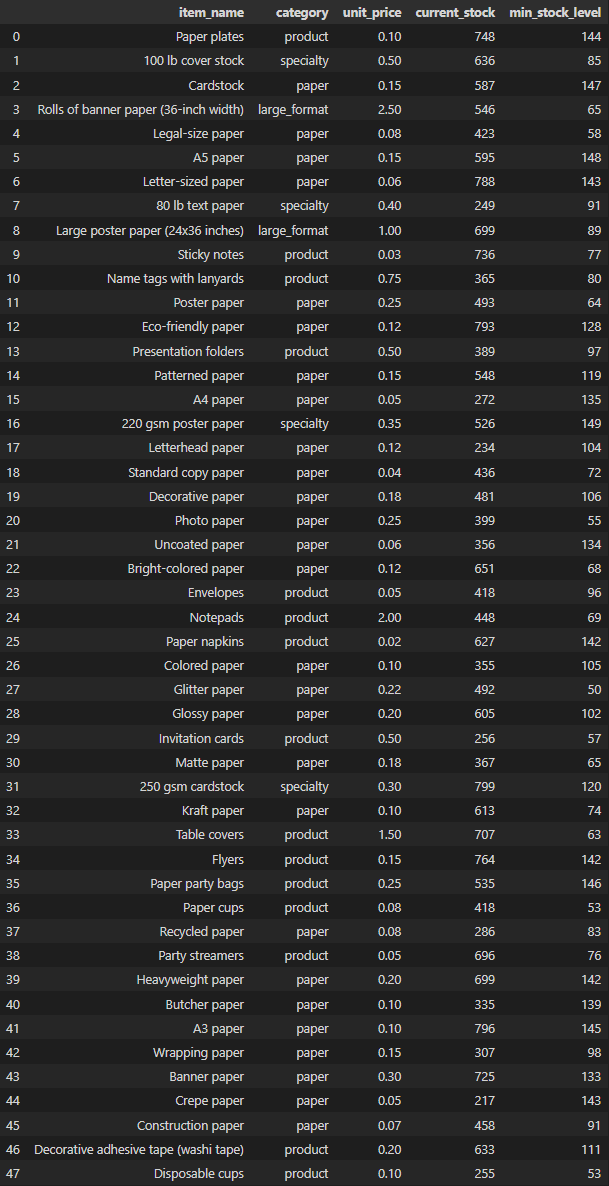 item_name category unit_price current_stock min_stock_level
0 Paper plates product 0.10 748 144
1 100 lb cover stock specialty 0.50 636 85
2 Cardstock paper 0.15 587 147
3 Rolls of banner paper (36-inch width) large_format 2.50 546 65
4 Legal-size paper paper 0.08 423 58
5 A5 paper paper 0.15 595 148
6 Letter-sized paper paper 0.06 788 143
7 80 lb text paper specialty 0.40 249 91
8 Large poster paper (24x36 inches) large_format 1.00 699 89
9 Sticky notes product 0.03 736 77
10 Name tags with lanyards product 0.75 365 80
11 Poster paper paper 0.25 493 64
12 Eco-friendly paper paper 0.12 793 128
13 Presentation folders product 0.50 389 97
14 Patterned paper paper 0.15 548 119
15 A4 paper paper 0.05 272 135
16 220 gsm poster paper specialty 0.35 526 149
17 Letterhead paper paper 0.12 234 104
18 Standard copy paper paper 0.04 436 72
19 Decorative paper paper 0.18 481 106
20 Photo paper paper 0.25 399 55
21 Uncoated paper paper 0.06 356 134
22 Bright-colored paper paper 0.12 651 68
23 Envelopes product 0.05 418 96
24 Notepads product 2.00 448 69
25 Paper napkins product 0.02 627 142
26 Colored paper paper 0.10 355 105
27 Glitter paper paper 0.22 492 50
28 Glossy paper paper 0.20 605 102
29 Invitation cards product 0.50 256 57
30 Matte paper paper 0.18 367 65
31 250 gsm cardstock specialty 0.30 799 120
32 Kraft paper paper 0.10 613 74
33 Table covers product 1.50 707 63
34 Flyers product 0.15 764 142
35 Paper party bags product 0.25 535 146
36 Paper cups product 0.08 418 53
37 Recycled paper paper 0.08 286 83
38 Party streamers product 0.05 696 76
39 Heavyweight paper paper 0.20 699 142
40 Butcher paper paper 0.10 335 139
41 A3 paper paper 0.10 796 145
42 Wrapping paper paper 0.15 307 98
43 Banner paper paper 0.30 725 133
44 Crepe paper paper 0.05 217 143
45 Construction paper paper 0.07 458 91
46 Decorative adhesive tape (washi tape) product 0.20 633 111
47 Disposable cups product 0.10 255 53